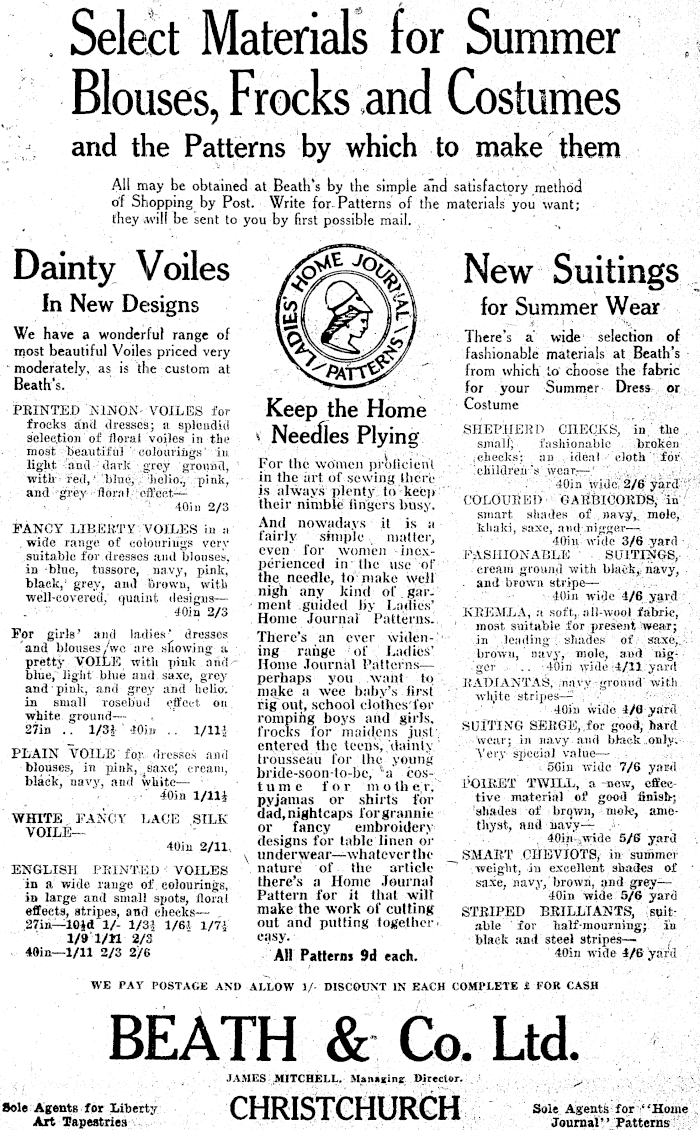 Select Materials for Summer
Blouses, Frocks and Costumes
and the Patterns by which to make them
All may be obtained at Beath's by the simple and satisfactory method
of Shopping by Post. Write for Patterns of the materials you want;
they will be sent to you by first possible mail.
Dainty Voiles
In New Designs
We have a wonderful range of
most beautiful Voiles priced very
moderately, as is the custom at
Beath's.
PRINTED NINON VOILES for
frocks and dresses; a splendid
selection of floral voiles in the
most beautiful colourings in
light and dark grey ground,
with red, blue, helio, pink,
and grey floral effect—
40in 2/3
FANCY LIBERTY VOILES in a
wide range of colourings very
suitable for dresses and blouses,
in blue, tussore, navy, pink,
black, grey, and brown, with
well-covered, quaint designs—
40in 2/3
For girls' and ladies' dresses
and blouses we are showing a
pretty VOILE with pink and
blue, light blue and saxe, grey
and pink, and grey and helio.
in small rosebud effect on
white ground—
27in .. 1/3½ 40in .. 1/11½
PLAIN VOILE for dresses and
blouses, in pink, saxe, cream,
black, navy, and white—
40in 1/11½
WHITE FANCY LACE SILK
VOILE—
40in 2/11
ENGLISH PRINTED VOILES
in a wide range of colourings,
in large and small spots, floral
effects, stripes, and checks—
27in—10½d 1/- 1/3½ 1/6½ 1/7½
1/9 1/11 2/3
40in—1/11 2/3 2/6
LADIES' HOME JOURNAL
PATTERNS
Keep the Home
Needles Plying
For the women proficient
in the art of sewing there
is always plenty to keep
their nimble fingers busy.
And nowadays it is a
fairly simple matter,
even for women inex-
perienced in the use of
the needle, to make well
nigh any kind of gar-
ment guided by Ladies'
Home Journal Patterns.
There's an ever widen-
ing range of Ladies'
Home Journal Patterns—
perhaps you want to
make a wee baby's first
rig out, school clothes for
romping boys and girls,
frocks for maidens just
entered the teens, dainty
trousseau for the young
bride-soon-to-be, a cos-
tume for mother,
pyjamas or shirts for
dad, nightcaps for grannie
or fancy embroidery
designs for table linen or
underwear—whatever the
nature of the article
there's a Home Journal
Pattern for it that will
make the work of cutting
out and putting together
easy.
All Patterns 9d each.
New Suitings
for Summer Wear
There's a wide selection of
fashionable materials at Beath's
from which to choose the fabric
for your Summer Dress or
Costume
SHEPHERD CHECKS, in the
small, fashionable broken
checks; an ideal cloth for
children's wear—
40in wide 2/6 yard
COLOURED GARBICORDS, in
smart shades of navy, mole,
khaki, saxe, and nigger—
40in wide 3/6 yard
FASHIONABLE SUITINGS,
cream ground with black, navy,
and brown stripe—
40in wide 4/6 yard
KREMLA, a soft, all-wool fabric,
most suitable for present wear;
in leading shades of saxe,
brown, navy, mole, and nig-
ger .. 40in wide 4/11 yard
RADIANTAS, navy ground with
white stripes—
40in wide 4/6 yard
SUITING SERGE, for good, hard
wear; in navy and black only.
Very special value—
56in wide 7/6 yard
POIRET TWILL, a new, effec-
tive material of good finish;
shades of brown, mole, ame-
thyst, and navy—
40in wide 5/6 yard
SMART CHEVIOTS, in summer
weight, in excellent shades of
saxe, navy, brown, and grey—
40in wide 5/6 yard
STRIPED BRILLIANTS, suit-
able for half-mourning; in
black and steel stripes—
40in wide 4/6 yard
WE PAY POSTAGE AND ALLOW 1/- DISCOUNT IN EACH COMPLETE £ FOR CASH
BEATH & Co. Ltd.
JAMES MITCHELL, Managing Director.
Sole Agents for Liberty
Art Tapestries
CHRISTCHURCH
Sole Agents for "Home
Journal" Patterns